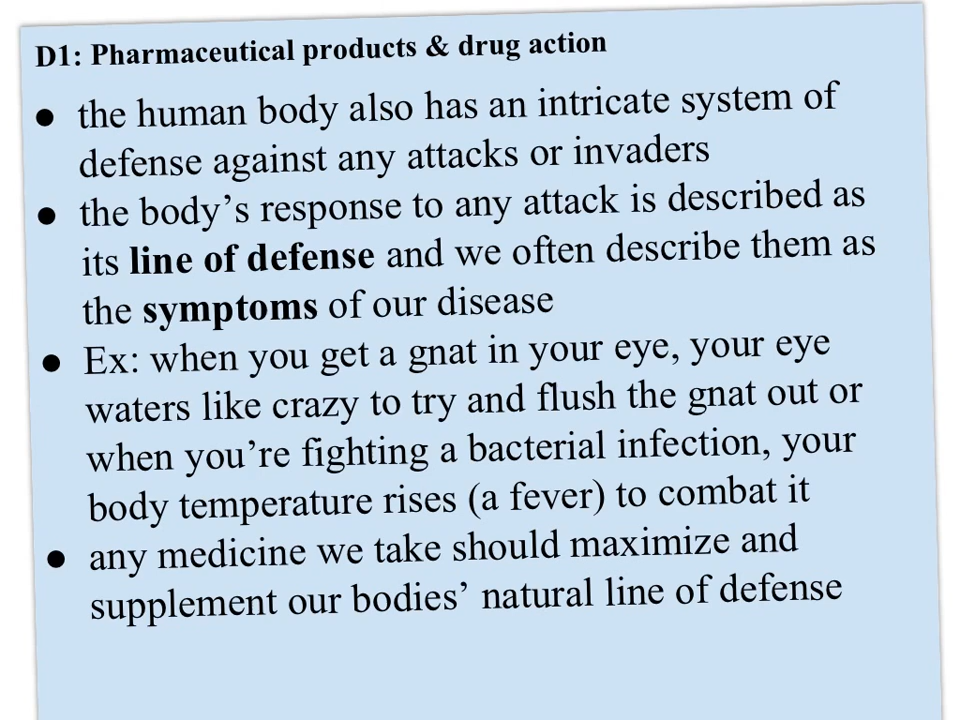 D1: Pharmaceutical products & drug action
● the human body also has an intricate system of
defense against any attacks or invaders
● the body’s response to any attack is described as
its line of defense and we often describe them as
the symptoms of our disease
● Ex: when you get a gnat in your eye, your eye
waters like crazy to try and flush the gnat out or
when you’re fighting a bacterial infection, your
body temperature rises (a fever) to combat it
● any medicine we take should maximize and
supplement our bodies’ natural line of defense